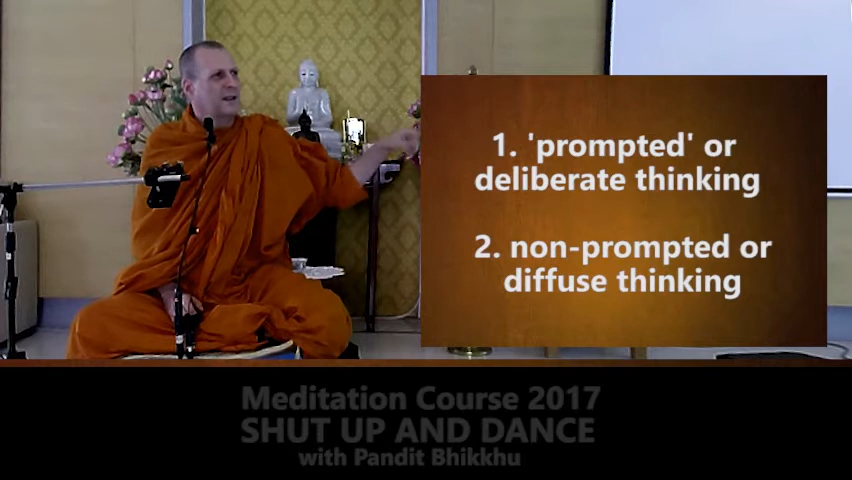 1. 'prompted' or
deliberate thinking
2. non-prompted or
diffuse thinking
Meditation Course 2017
SHUT UP AND DANCE
with Pandit Bhikkhu